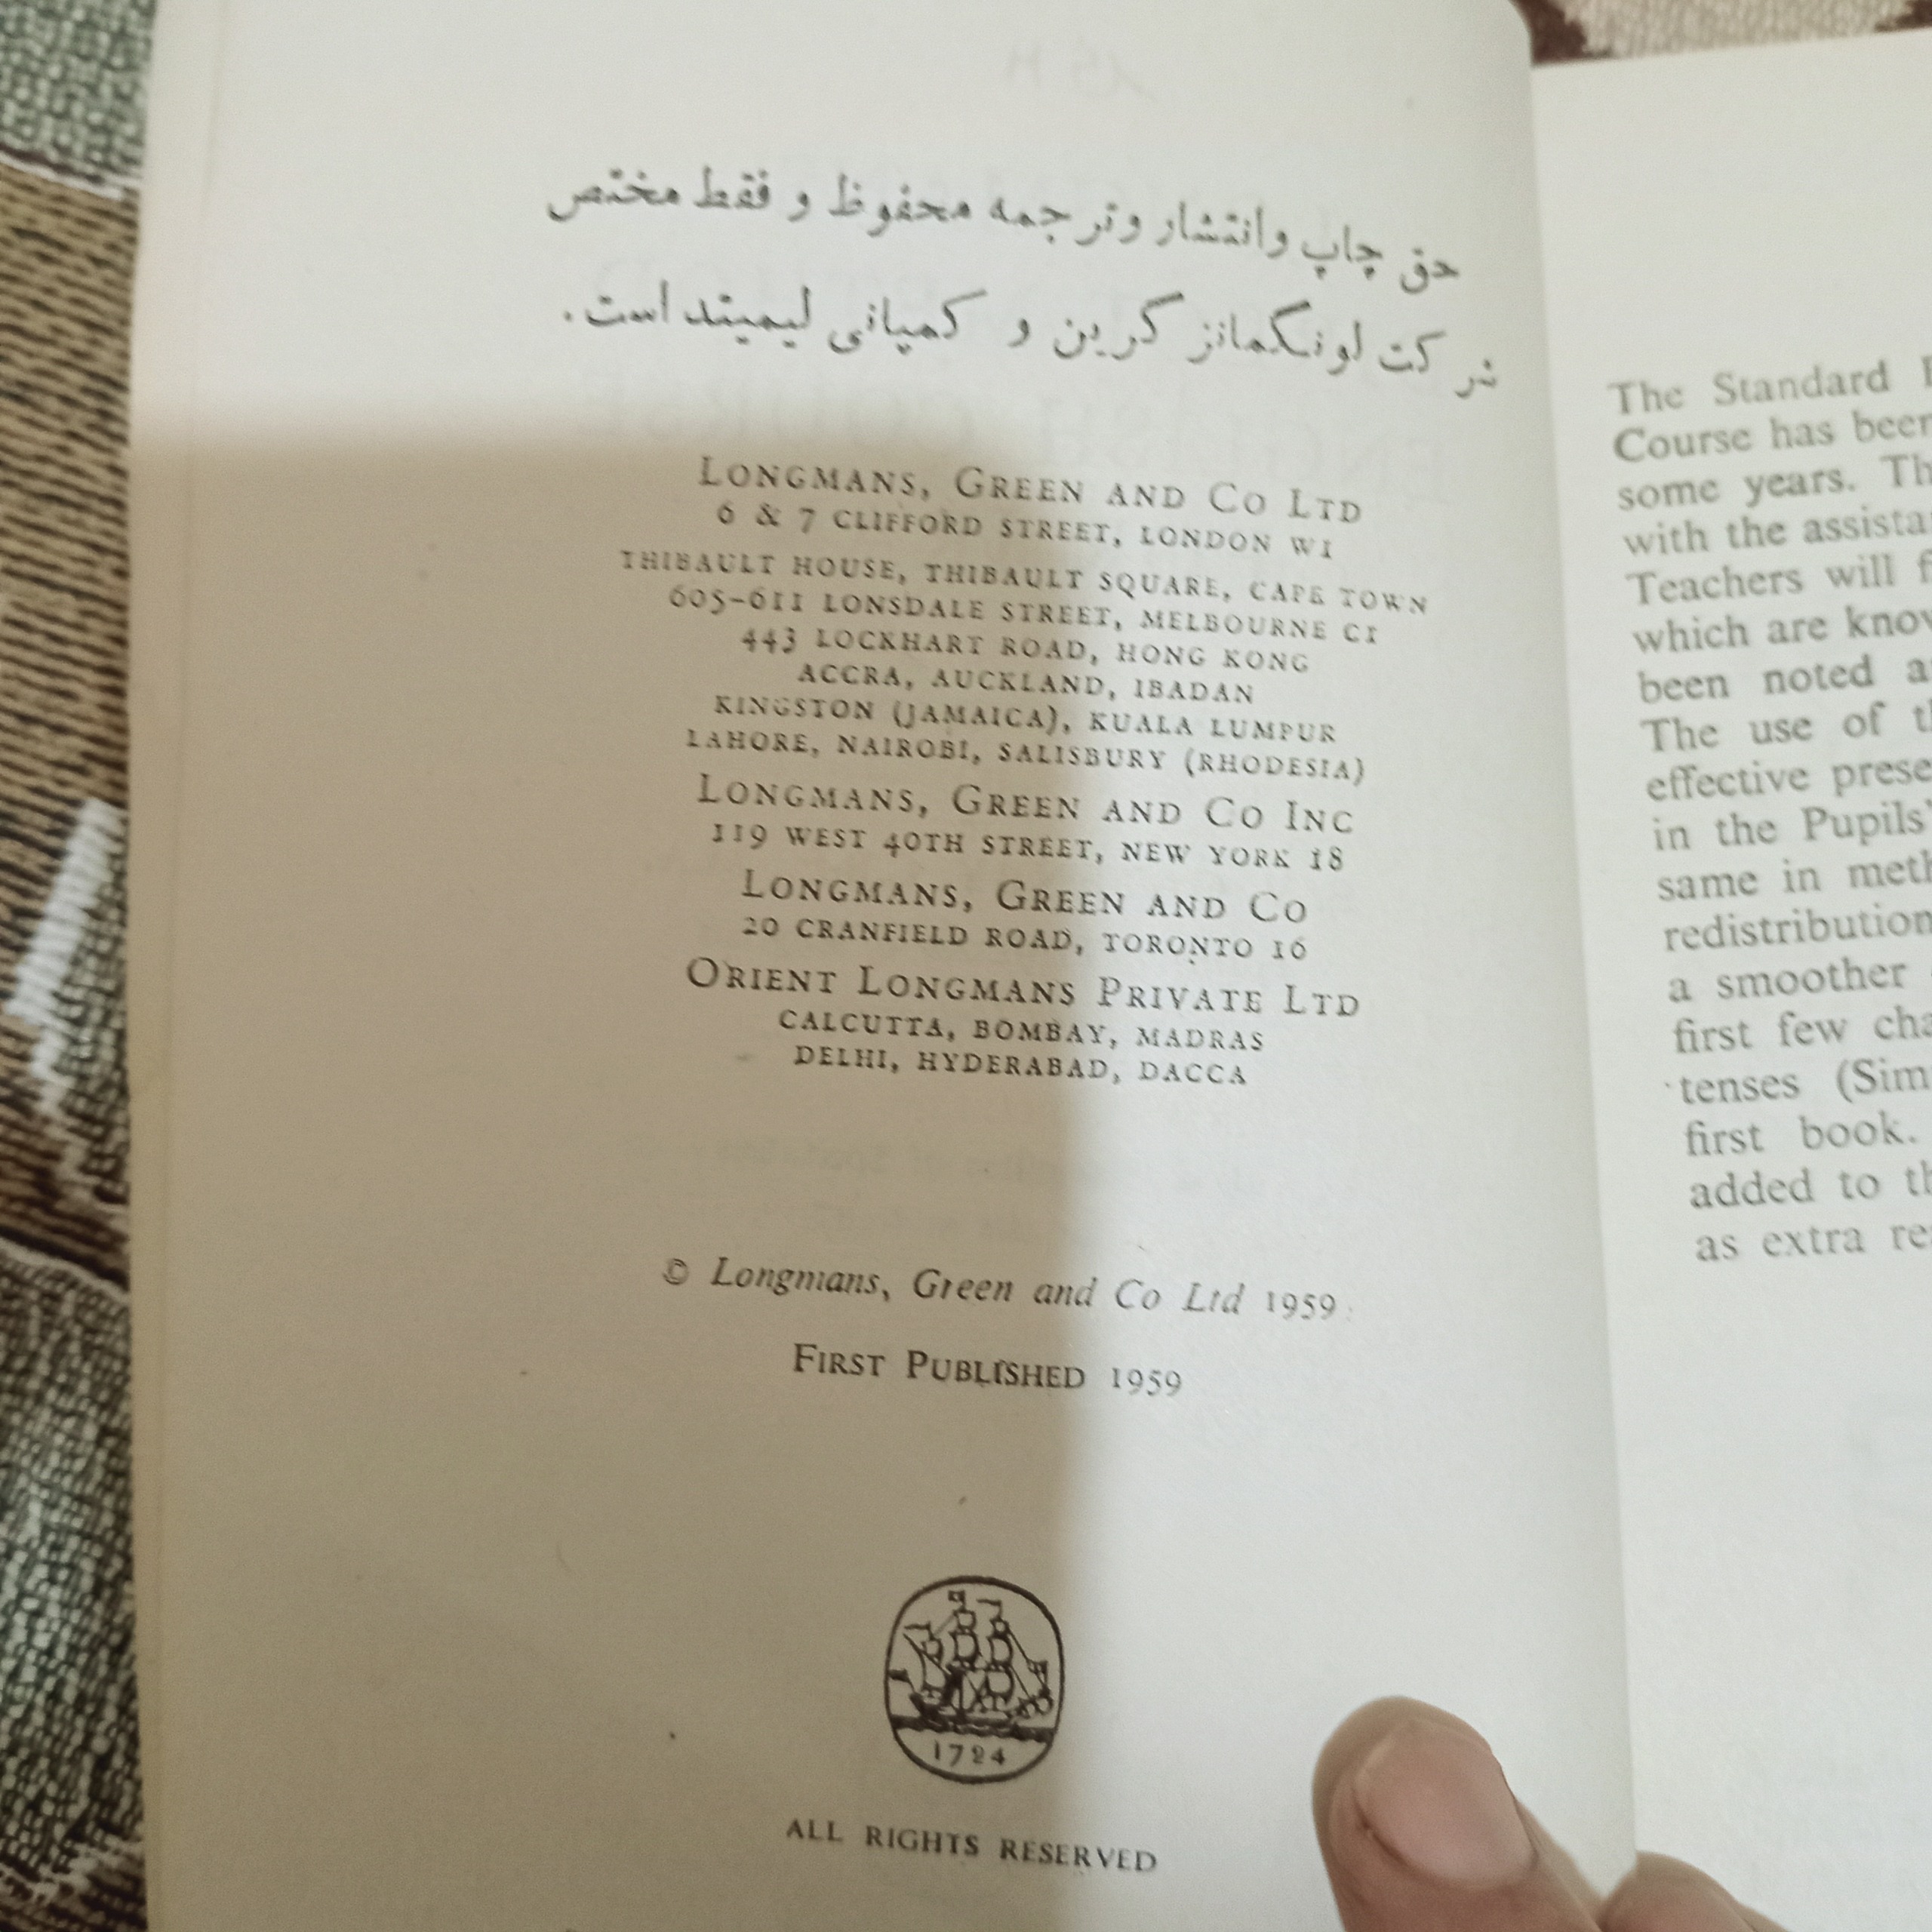 حق چاپ وانتشار وترجمه محفوظ و فقط مختص
شرکت لونگمانز گرین و کمپانی لیمیتد است.
LONGMANS, GREEN AND CO LTD
6 & 7 CLIFFORD STREET, LONDON W1
THIBAULT HOUSE, THIBAULT SQUARE, CAPE TOWN
605–611 LONSDALE STREET, MELBOURNE C1
443 LOCKHART ROAD, HONG KONG
ACCRA, AUCKLAND, IBADAN
KINGSTON (JAMAICA), KUALA LUMPUR
LAHORE, NAIROBI, SALISBURY (RHODESIA)
LONGMANS, GREEN AND CO INC
119 WEST 40TH STREET, NEW YORK 18
LONGMANS, GREEN AND CO
20 CRANFIELD ROAD, TORONTO 16
ORIENT LONGMANS PRIVATE LTD
CALCUTTA, BOMBAY, MADRAS
DELHI, HYDERABAD, DACCA
© Longmans, Green and Co Ltd 1959
FIRST PUBLISHED 1959
1724
ALL RIGHTS RESERVED
The Standard
Course has been
some years.
with the
Teachers will
which are
been noted
The use of
effective
in the Pupils'
same in
redistribution
a smoother
first few
tenses
first book.
added to
as extra